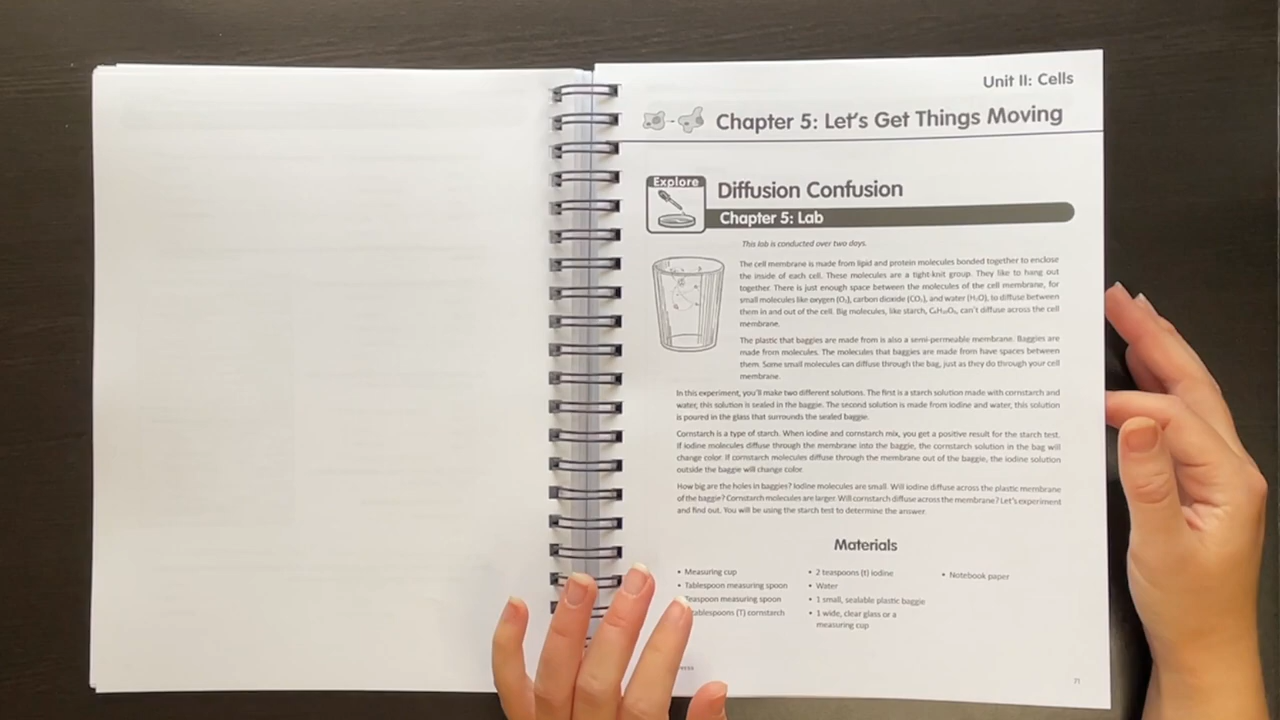 Unit II: Cells
Chapter 5: Let's Get Things Moving
Explore
Diffusion Confusion
Chapter 5: Lab
This lab is conducted over two days.
The cell membrane is made from lipid and protein molecules bonded together to enclose
the inside of each cell. These molecules are a tight-knit group. They like to hang out
together. There is just enough space between the molecules of the cell membrane, for
small molecules like oxygen (O₂), carbon dioxide (CO₂), and water (H₂O), to diffuse between
them in and out of the cell. Big molecules, like starch, C₆H₁₀O₅, can't diffuse across the cell
membrane.
The plastic that baggies are made from is also a semi-permeable membrane. Baggies are
made from molecules. The molecules that baggies are made from have spaces between
them. Some small molecules can diffuse through the bag, just as they do through your cell
membrane.
In this experiment, you'll make two different solutions. The first is a starch solution made with cornstarch and
water, this solution is sealed in the baggie. The second solution is made from iodine and water, this solution
is poured in the glass that surrounds the sealed baggie.
Cornstarch is a type of starch. When iodine and cornstarch mix, you get a positive result for the starch test.
If iodine molecules diffuse through the membrane into the baggie, the cornstarch solution in the bag will
change color. If cornstarch molecules diffuse through the membrane out of the baggie, the iodine solution
outside the baggie will change color.
How big are the holes in baggies? Iodine molecules are small. Will iodine diffuse across the plastic membrane
of the baggie? Cornstarch molecules are larger. Will cornstarch diffuse across the membrane? Let's experiment
and find out. You will be using the starch test to determine the answer.
Materials
• Measuring cup
• Tablespoon measuring spoon
Teaspoon measuring spoon
tablespoons (T) cornstarch
• 2 teaspoons (t) iodine
• Water
• 1 small, sealable plastic baggie
• 1 wide, clear glass or a
measuring cup
• Notebook paper
71